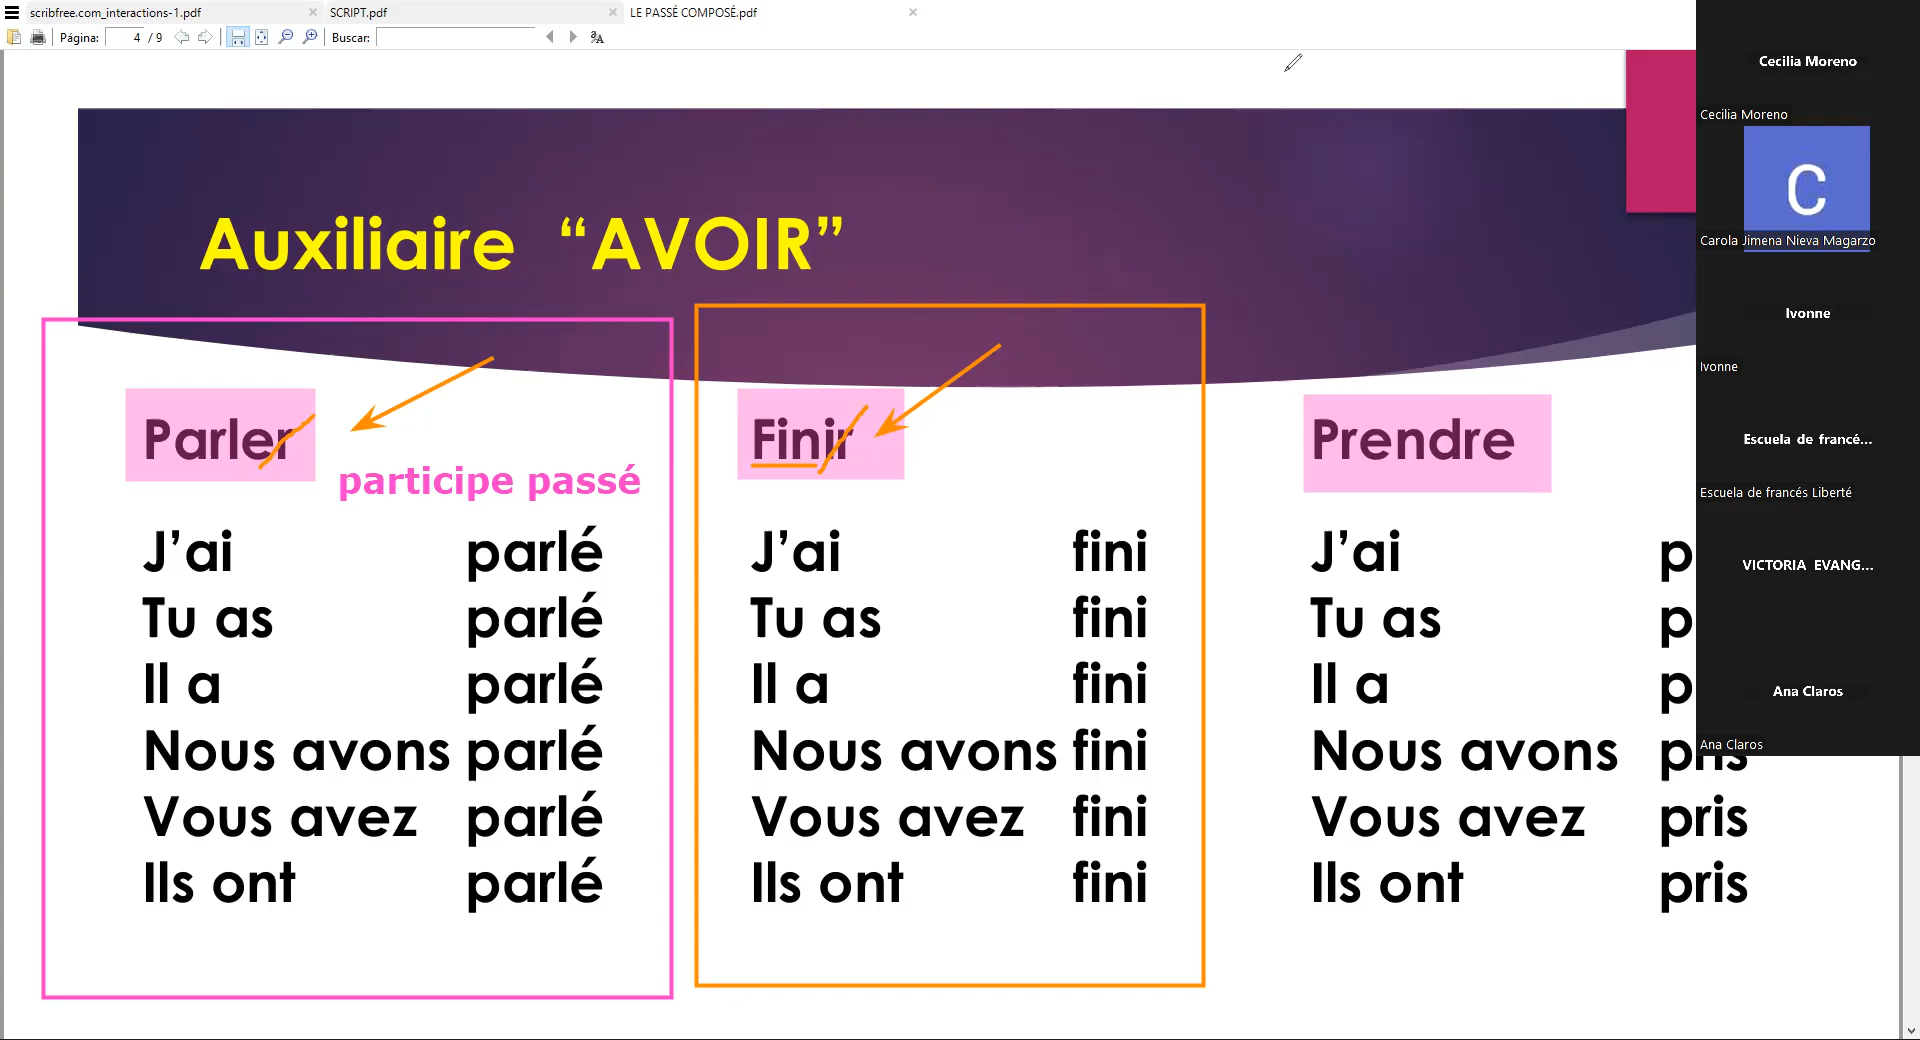 scribfree.com_interactions-1.pdf
SCRIPT.pdf
LE PASSÉ COMPOSÉ.pdf
Página: 4 / 9
Buscar:
Auxiliaire “AVOIR”
Parler
participe passé
J’ai parlé
Tu as parlé
Il a parlé
Nous avons parlé
Vous avez parlé
Ils ont parlé
Finir
J’ai fini
Tu as fini
Il a fini
Nous avons fini
Vous avez fini
Ils ont fini
Prendre
J’ai p
Tu as p
Il a p
Nous avons pris
Vous avez pris
Ils ont pris
Cecilia Moreno
Cecilia Moreno
C
Carola Jimena Nieva Magarzo
Ivonne
Ivonne
Escuela de francé...
Escuela de francés Liberté
VICTORIA EVANG...
Ana Claros
Ana Claros